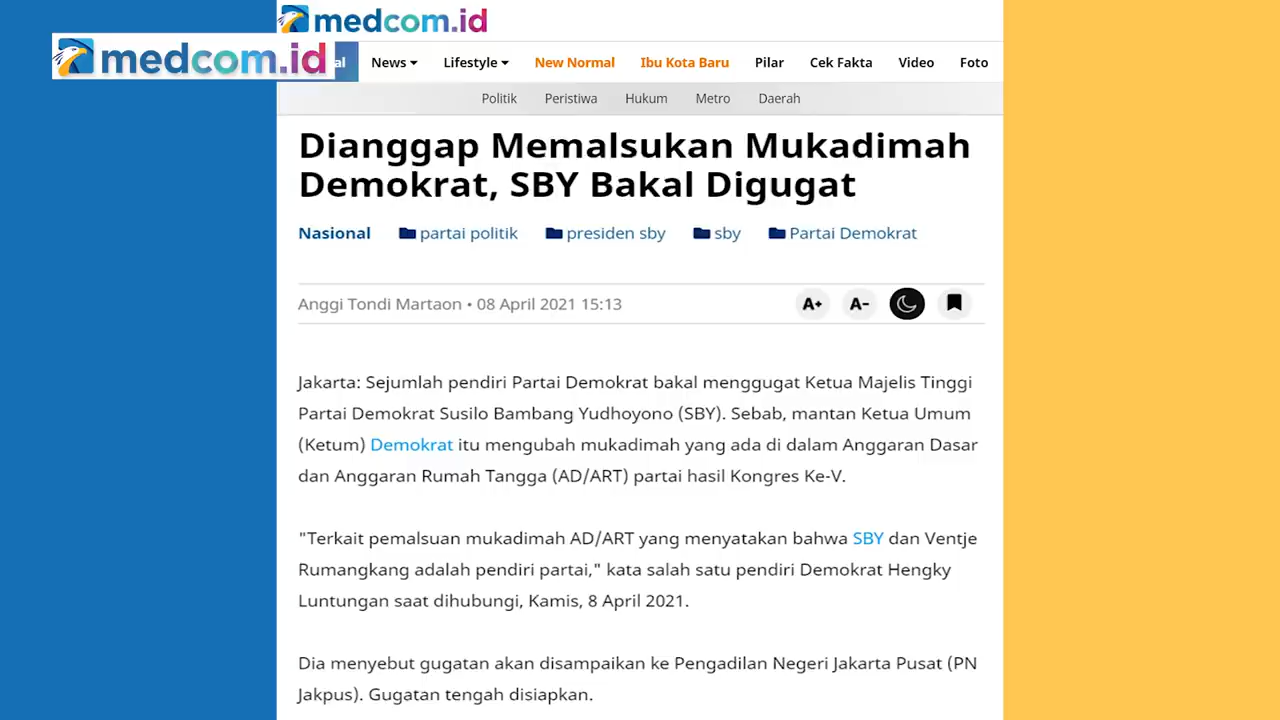 medcom.id
medcom.id
al News Lifestyle New Normal Ibu Kota Baru Pilar Cek Fakta Video Foto
Politik Peristiwa Hukum Metro Daerah
Dianggap Memalsukan Mukadimah
Demokrat, SBY Bakal Digugat
Nasional partai politik presiden sby sby Partai Demokrat
Anggi Tondi Martaon • 08 April 2021 15:13 A+ A-
Jakarta: Sejumlah pendiri Partai Demokrat bakal menggugat Ketua Majelis Tinggi
Partai Demokrat Susilo Bambang Yudhoyono (SBY). Sebab, mantan Ketua Umum
(Ketum) Demokrat itu mengubah mukadimah yang ada di dalam Anggaran Dasar
dan Anggaran Rumah Tangga (AD/ART) partai hasil Kongres Ke-V.
"Terkait pemalsuan mukadimah AD/ART yang menyatakan bahwa SBY dan Ventje
Rumangkang adalah pendiri partai," kata salah satu pendiri Demokrat Hengky
Luntungan saat dihubungi, Kamis, 8 April 2021.
Dia menyebut gugatan akan disampaikan ke Pengadilan Negeri Jakarta Pusat (PN
Jakpus). Gugatan tengah disiapkan.